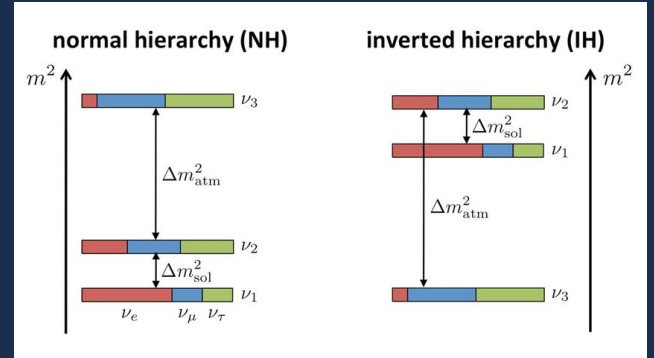 normal hierarchy (NH)
m²
ν₃
Δm²atm
ν₂
Δm²sol
ν₁
νe νμ ντ
inverted hierarchy (IH)
m²
ν₂
Δm²sol
ν₁
Δm²atm
ν₃